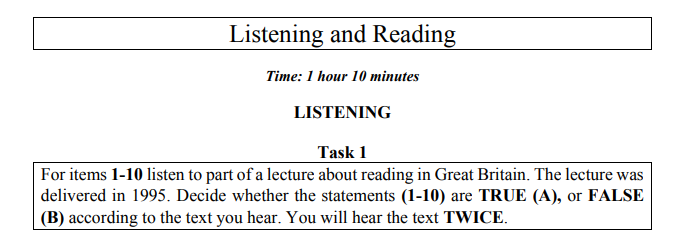 Listening and Reading
Time: 1 hour 10 minutes
LISTENING
Task 1
For items 1-10 listen to part of a lecture about reading in Great Britain. The lecture was
delivered in 1995. Decide whether the statements (1-10) are TRUE (A), or FALSE
(B) according to the text you hear. You will hear the text TWICE.